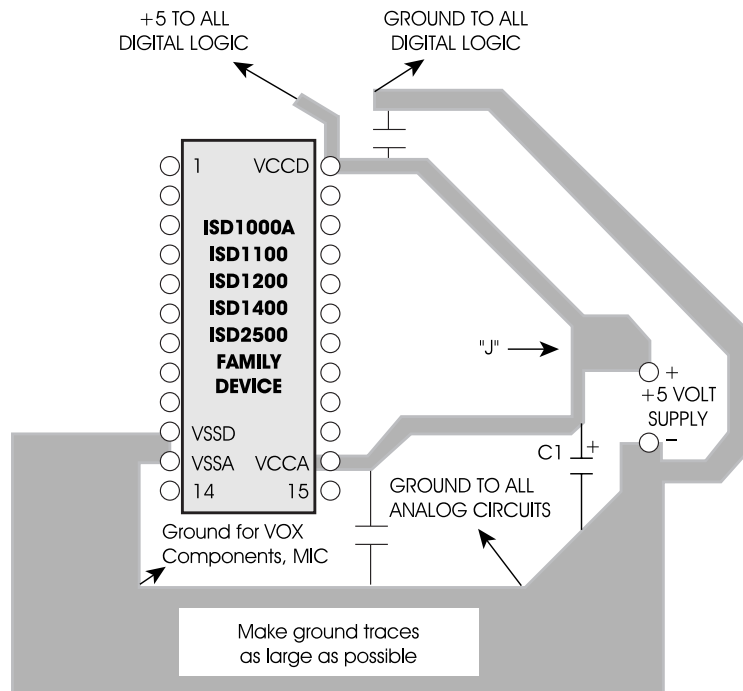 +5 TO ALL
DIGITAL LOGIC
GROUND TO ALL
DIGITAL LOGIC
1
VCCD
ISD1000A
ISD1100
ISD1200
ISD1400
ISD2500
FAMILY
DEVICE
"J"
+
+5 VOLT
SUPPLY
−
VSSD
VSSA
VCCA
14
15
C1
+
GROUND TO ALL
ANALOG CIRCUITS
Ground for VOX
Components, MIC
Make ground traces
as large as possible